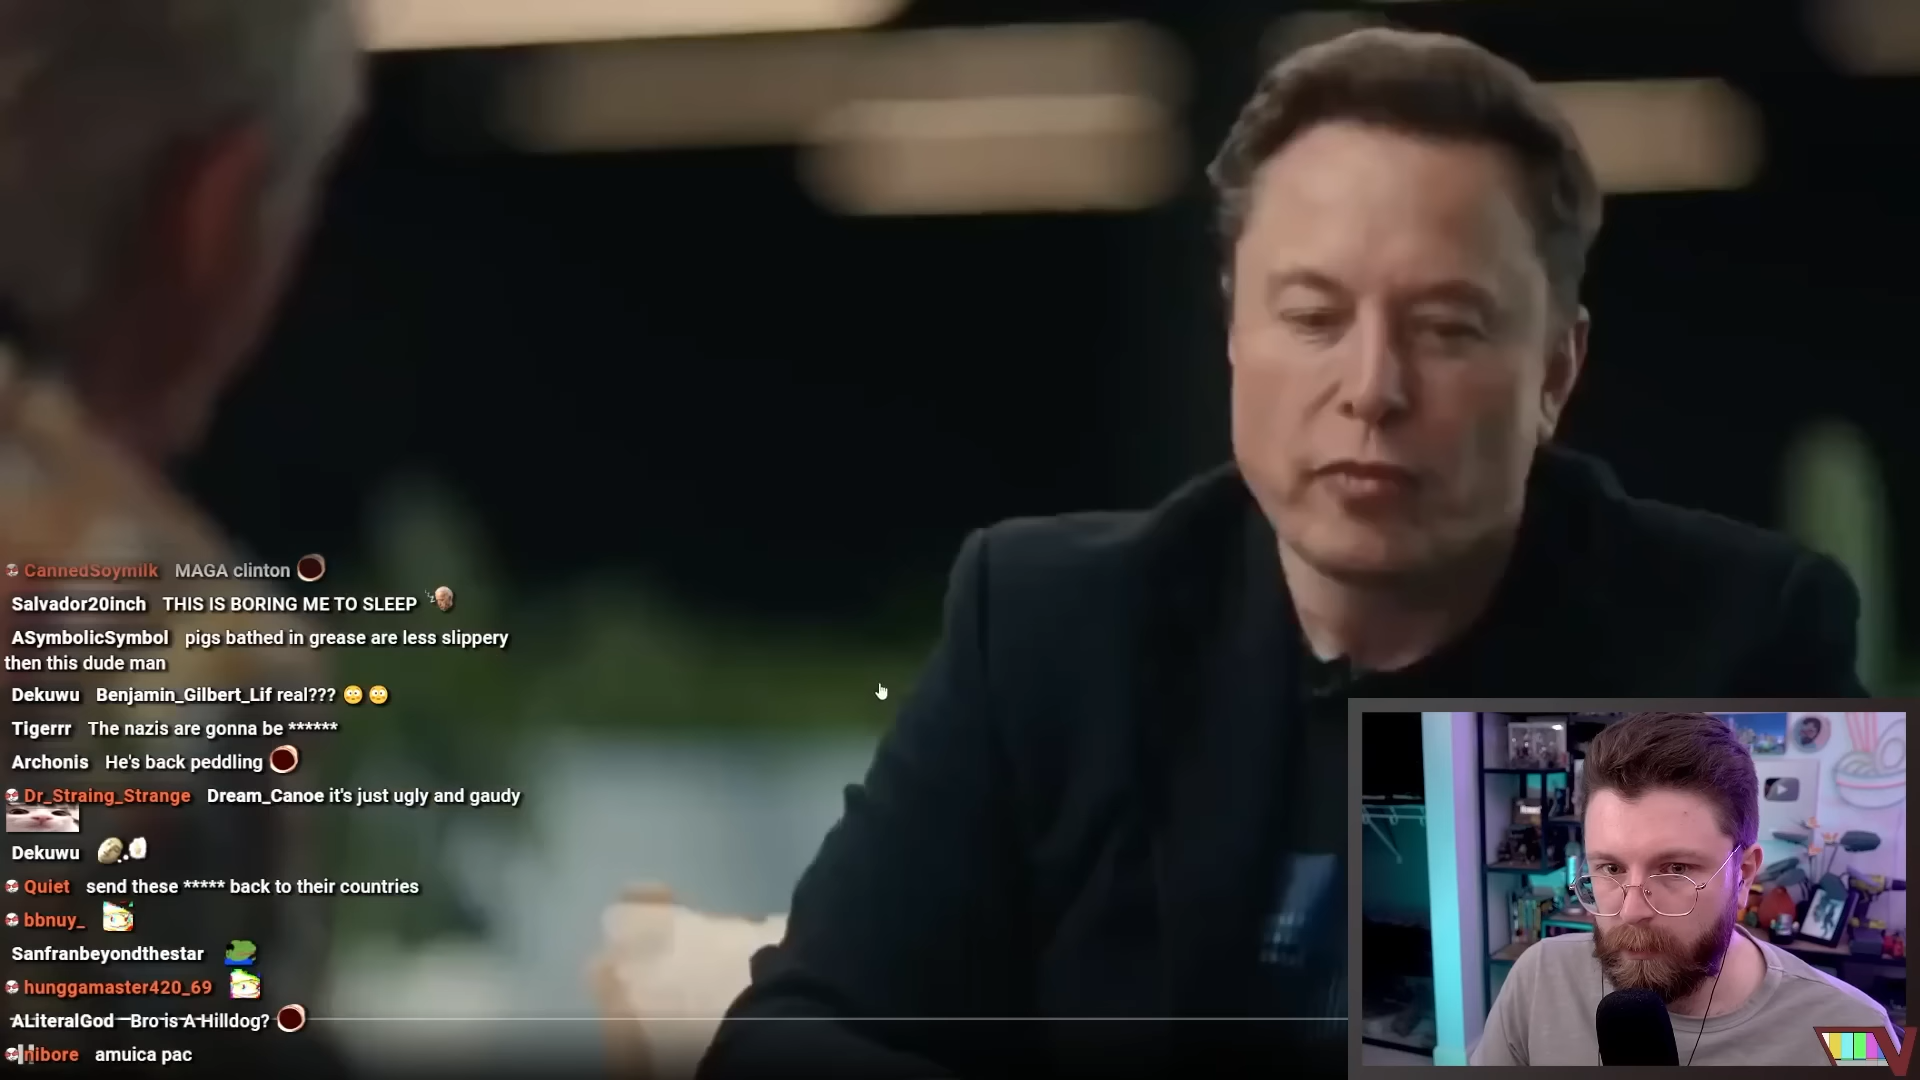 CannedSoymilk MAGA clinton
Salvador20inch THIS IS BORING ME TO SLEEP
ASymbolicSymbol pigs bathed in grease are less slippery
then this dude man
Dekuwu Benjamin_Gilbert_Lif real???
Tigerrr The nazis are gonna be ******
Archonis He's back peddling
Dr_Straing_Strange Dream_Canoe it's just ugly and gaudy
Dekuwu
Quiet send these ***** back to their countries
bbnuy_
Sanfranbeyondthestar
hunggamaster420_69
ALiteralGod Bro is A Hilldog?
nibore amuica pac